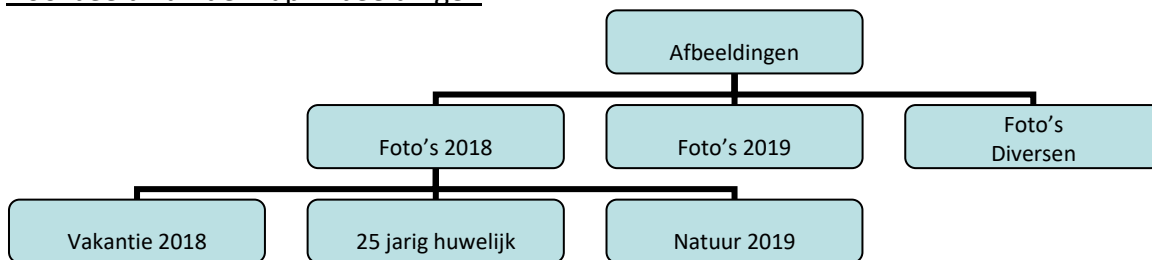 Afbeeldingen
Foto's 2018
Foto's 2019
Foto's
Diversen
Vakantie 2018
25 jarig huwelijk
Natuur 2019